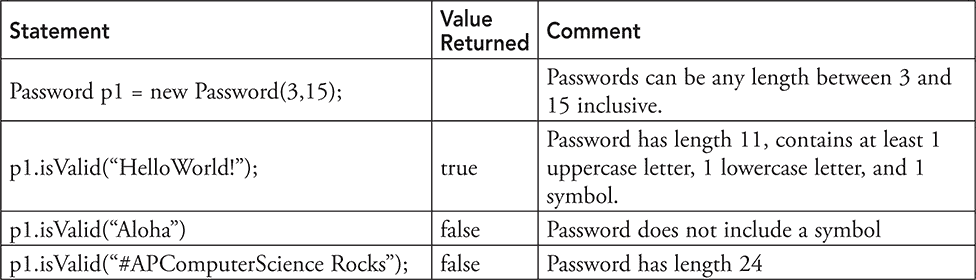 Statement
Value
Returned
Comment
Password p1 = new Password(3,15);
Passwords can be any length between 3 and
15 inclusive.
p1.isValid(“HelloWorld!”);
true
Password has length 11, contains at least 1
uppercase letter, 1 lowercase letter, and 1
symbol.
p1.isValid(“Aloha”)
false
Password does not include a symbol
p1.isValid(“#APComputerScience Rocks”);
false
Password has length 24